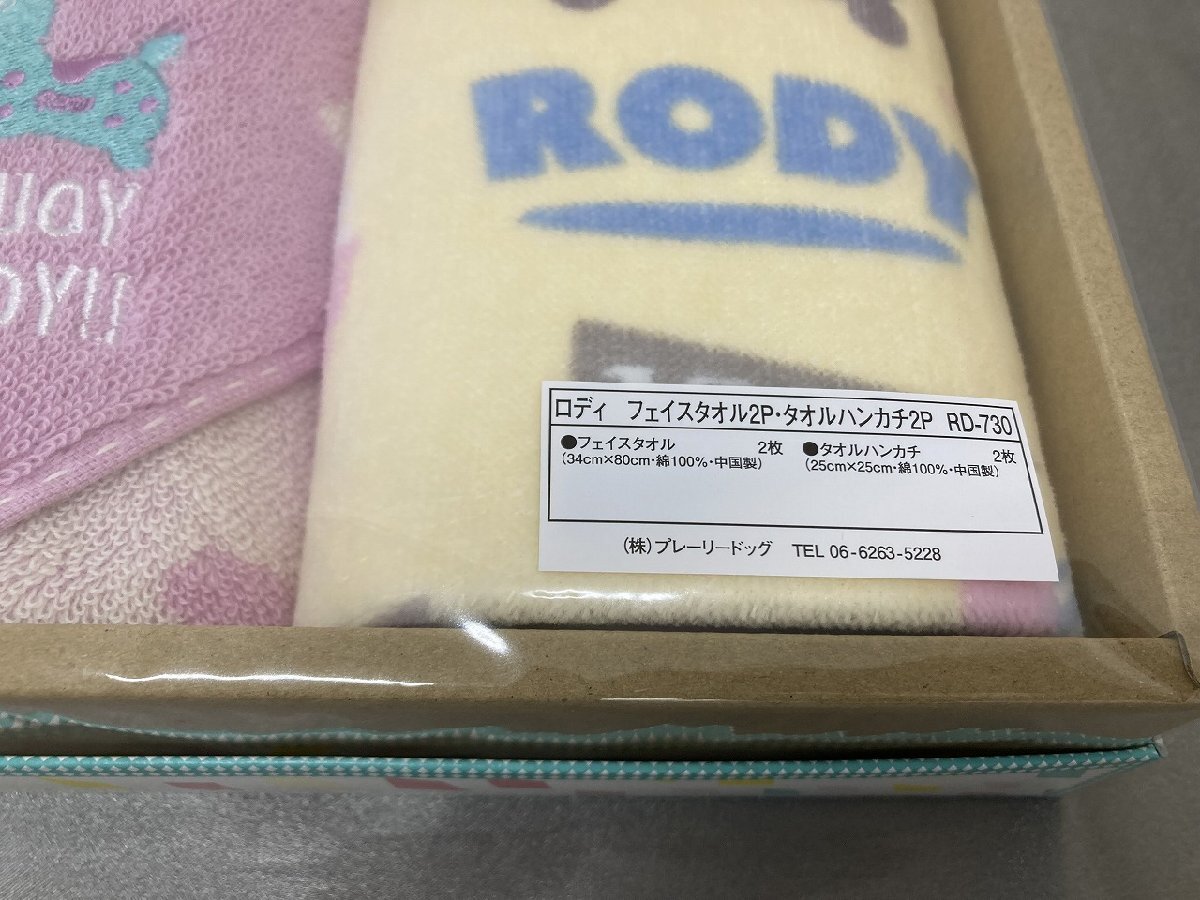 RODY
Rody
ロディ フェイスタオル2P・タオルハンカチ2P RD-730
●フェイスタオル 2枚 ●タオルハンカチ 2枚
(34cm×80cm・綿100%・中国製) (25cm×25cm・綿100%・中国製)
(株)プレーリードッグ TEL 06-6263-5228